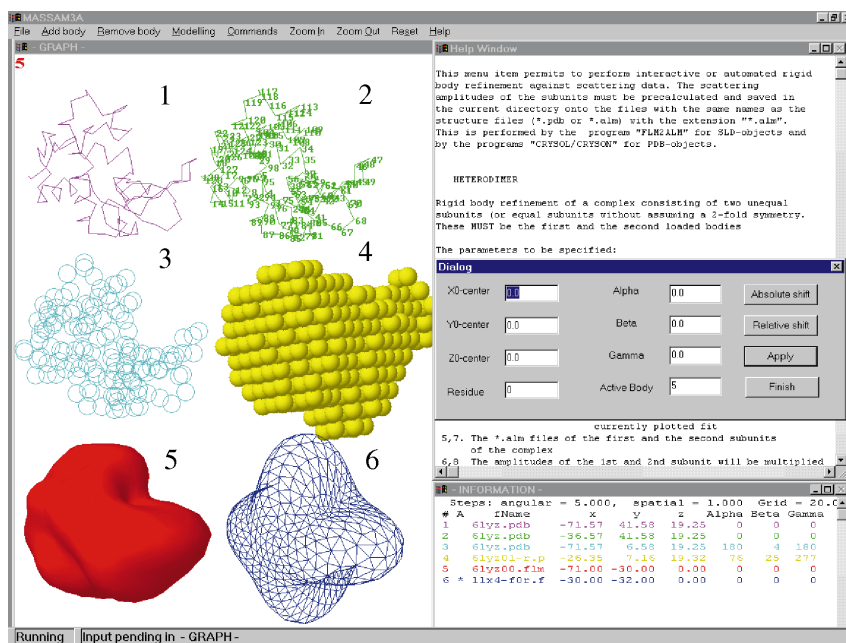 MASSAM3A
File Add body Remove body Modelling Commands Zoom In Zoom Out Reset Help
- GRAPH -
5
1
2
3
4
5
6
Help Window
This menu item permits to perform interactive or automated rigid
body refinement against scattering data. The scattering
amplitudes of the subunits must be precalculated and saved in
the current directory onto the files with the same names as the
structure files (*.pdb or *.alm) with the extension "*.alm".
This is performed by the program "FLM2ALM" for SLD-objects and
by the programs "CRYSOL/CRYSON" for PDB-objects.
HETERODIMER
Rigid body refinement of a complex consisting of two unequal
subunits (or equal subunits without assuming a 2-fold symmetry.
These MUST be the first and the second loaded bodies
The parameters to be specified:
Dialog
X0-center 0.0 Alpha 0.0 Absolute shift
Y0-center 0.0 Beta 0.0 Relative shift
Z0-center 0.0 Gamma 0.0 Apply
Residue 0 Active Body 5 Finish
currently plotted fit
5,7. The *.alm files of the first and the second subunits
of the complex
6,8 The amplitudes of the 1st and 2nd subunit will be multiplied
- INFORMATION -
Steps: angular = 5.000, spatial = 1.000 Grid = 20.0
# A fName x y z Alpha Beta Gamma
1 6lyz.pdb -71.57 41.58 19.25 0 0 0
2 6lyz.pdb -36.57 41.58 19.25 0 0 0
3 6lyz.pdb -71.57 6.58 19.25 180 4 180
4 6lyz01-r.p -26.35 7.16 19.32 76 25 277
5 6lyz00.flm -71.00 -30.00 0.00 0 0 0
6 * 11x4-f0r.f -30.00 -32.00 0.00 0 0 0
Running Input pending in - GRAPH -